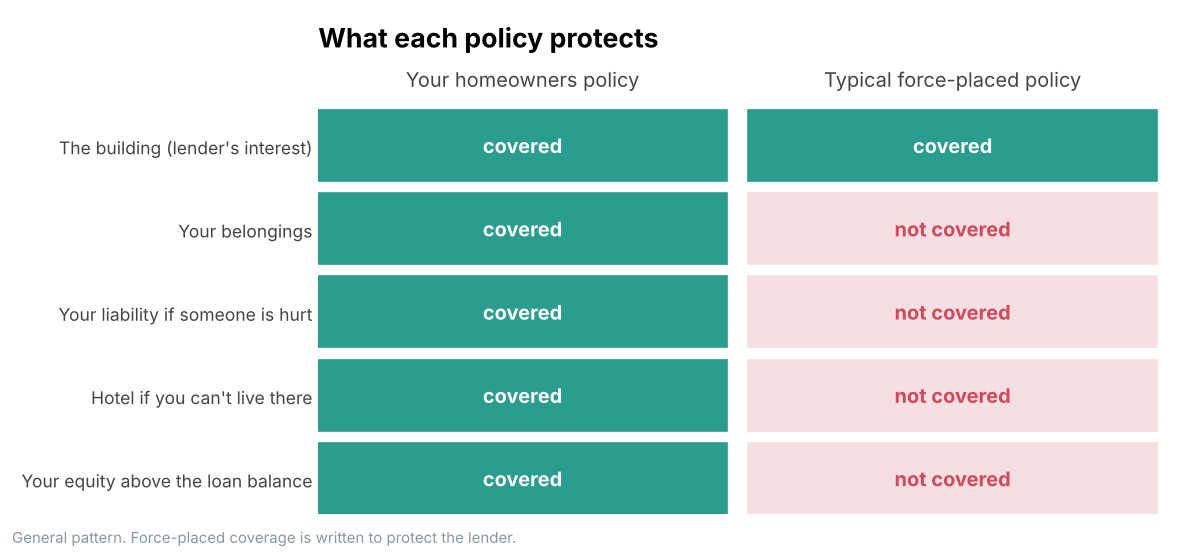 What each policy protects
Your homeowners policy
Typical force-placed policy
The building (lender's interest)
covered
covered
Your belongings
covered
not covered
Your liability if someone is hurt
covered
not covered
Hotel if you can't live there
covered
not covered
Your equity above the loan balance
covered
not covered
General pattern. Force-placed coverage is written to protect the lender.